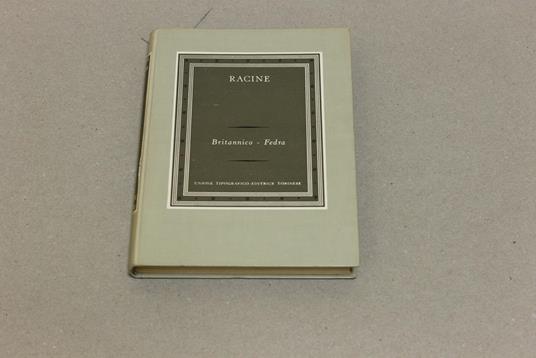 RACINE
Britannico - Fedra
UNIONE TIPOGRAFICO-EDITRICE TORINESE